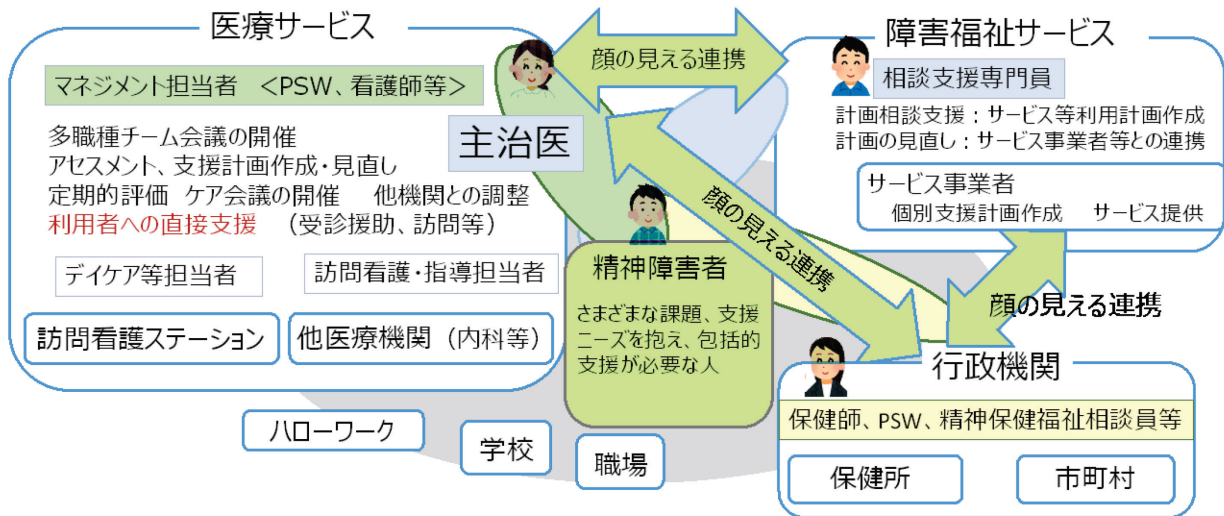 医療サービス
マネジメント担当者 <PSW、看護師等>
主治医
多職種チーム会議の開催
アセスメント、支援計画作成・見直し
定期的評価 ケア会議の開催 他機関との調整
利用者への直接支援 （受診援助、訪問等）
デイケア等担当者
訪問看護・指導担当者
訪問看護ステーション
他医療機関（内科等）
顔の見える連携
障害福祉サービス
相談支援専門員
計画相談支援：サービス等利用計画作成
計画の見直し：サービス事業者等との連携
サービス事業者
個別支援計画作成 サービス提供
顔の見える連携
顔の見える連携
精神障害者
さまざまな課題、支援
ニーズを抱え、包括的
支援が必要な人
行政機関
保健師、PSW、精神保健福祉相談員等
保健所
市町村
ハローワーク
学校
職場